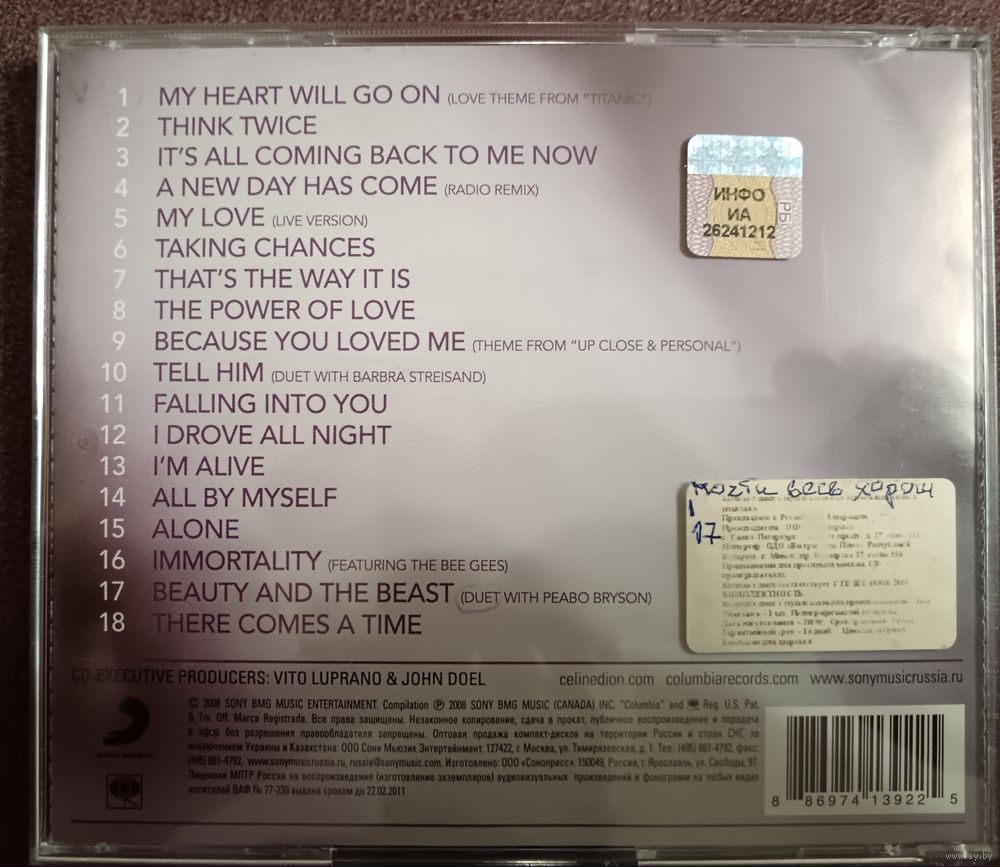 1 MY HEART WILL GO ON (LOVE THEME FROM "TITANIC")
2 THINK TWICE
3 IT'S ALL COMING BACK TO ME NOW
4 A NEW DAY HAS COME (RADIO REMIX)
5 MY LOVE (LIVE VERSION)
6 TAKING CHANCES
7 THAT'S THE WAY IT IS
8 THE POWER OF LOVE
9 BECAUSE YOU LOVED ME (THEME FROM "UP CLOSE & PERSONAL")
10 TELL HIM (DUET WITH BARBRA STREISAND)
11 FALLING INTO YOU
12 I DROVE ALL NIGHT
13 I'M ALIVE
14 ALL BY MYSELF
15 ALONE
16 IMMORTALITY (FEATURING THE BEE GEES)
17 BEAUTY AND THE BEAST (DUET WITH PEABO BRYSON)
18 THERE COMES A TIME
ИНФО
ИА
26241212
РБ
весь хорош
17
КОМПЛЕКТНОСТЬ
CO-EXECUTIVE PRODUCERS: VITO LUPRANO & JOHN DOEL
celinedion.com columbiarecords.com www.sonymusicrussia.ru
© 2008 SONY BMG MUSIC ENTERTAINMENT. Compilation ℗ 2008 SONY BMG MUSIC (CANADA) INC. "Columbia" and Reg. U.S. Pat.
& Tm. Off. Marca Registrada. Все права защищены. Незаконное копирование, сдача в прокат, публичное воспроизведение и передача
в эфир без разрешения правообладателя запрещены. Оптовая продажа компакт-дисков на территории России и стран СНГ, за
исключением Украины и Казахстана: ООО Сони Мьюзик Энтертейнмент. 127422, г. Москва, ул. Тимирязевская, д. 1. Тел.: (495) 661-4792, факс:
(495) 661-4792, www.sonymusicrussia.ru, russia@sonymusic.com. Изготовлено: ООО «Сонопресс». 150049, Россия, г. Ярославль, ул. Свободы, 97.
Лицензия МПТР России на воспроизведение (изготовление экземпляров) аудиовизуальных произведений и фонограмм на любых видах
носителей ВАФ № 77-239 выдана сроком до 22.02.2011
8 86974 13922 5
www.ay.by